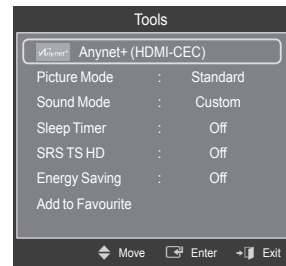 Tools
Anynet+ Anynet+ (HDMI-CEC)
Picture Mode : Standard
Sound Mode : Custom
Sleep Timer : Off
SRS TS HD : Off
Energy Saving : Off
Add to Favourite
Move Enter Exit